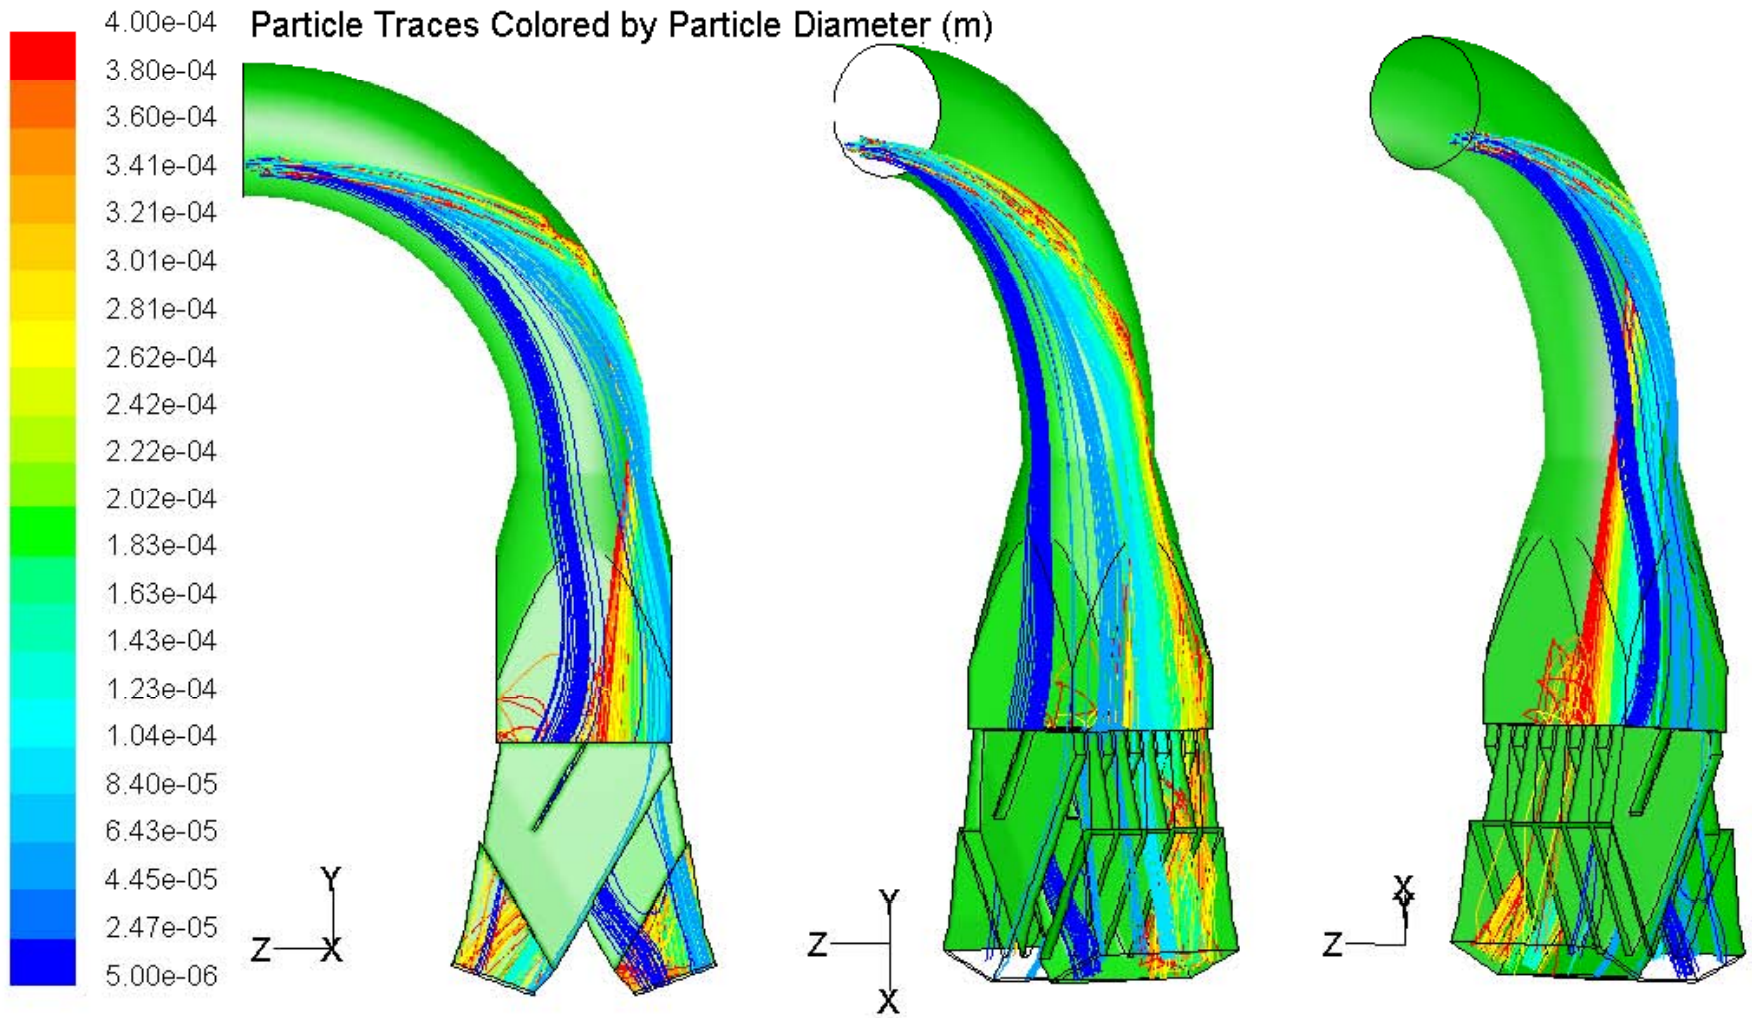 Particle Traces Colored by Particle Diameter (m)
4.00e-04
3.80e-04
3.60e-04
3.41e-04
3.21e-04
3.01e-04
2.81e-04
2.62e-04
2.42e-04
2.22e-04
2.02e-04
1.83e-04
1.63e-04
1.43e-04
1.23e-04
1.04e-04
8.40e-05
6.43e-05
4.45e-05
2.47e-05
5.00e-06
Y
Z X
Y
Z
X
X
Y
Z